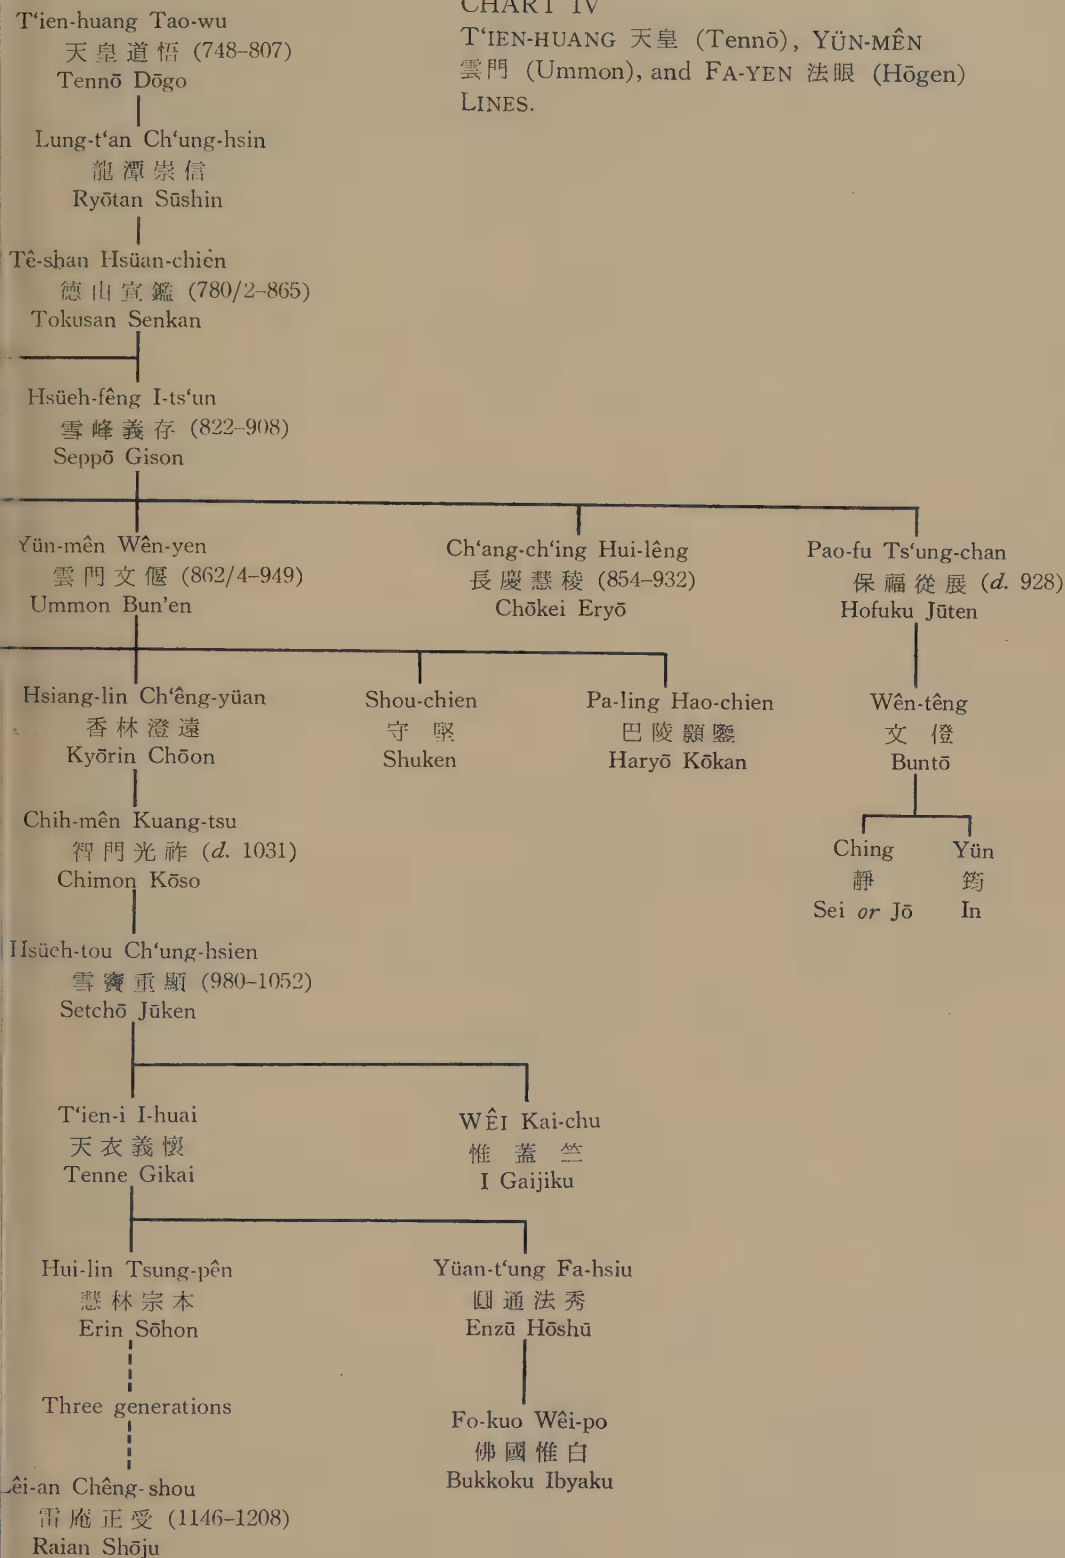 CHART IV
T‘IEN-HUANG 天皇 (Tennō), YÜN-MÊN
雲門 (Ummon), and FA-YEN 法眼 (Hōgen)
LINES.
T‘ien-huang Tao-wu
天皇道悟 (748–807)
Tennō Dōgo
Lung-t‘an Ch‘ung-hsin
龍潭崇信
Ryōtan Sūshin
Tê-shan Hsüan-chien
德山宣鑑 (780/2–865)
Tokusan Senkan
Hsüeh-fêng I-ts‘un
雪峰義存 (822–908)
Seppō Gison
Yün-mên Wên-yen
雲門文偃 (862/4–949)
Ummon Bun’en
Ch‘ang-ch‘ing Hui-lêng
長慶慧稜 (854–932)
Chōkei Eryō
Pao-fu Ts‘ung-chan
保福從展 (d. 928)
Hofuku Jūten
Hsiang-lin Ch‘êng-yüan
香林澄遠
Kyōrin Chōon
Shou-chien
守堅
Shuken
Pa-ling Hao-chien
巴陵顥鑒
Haryō Kōkan
Wên-têng
文僜
Buntō
Chih-mên Kuang-tsu
智門光祚 (d. 1031)
Chimon Kōso
Ching
靜
Sei or Jō
Yün
筠
In
Hsüeh-tou Ch‘ung-hsien
雪竇重顯 (980–1052)
Setchō Jūken
T‘ien-i I-huai
天衣義懷
Tenne Gikai
WÊI Kai-chu
惟蓋竺
I Gaijiku
Hui-lin Tsung-pên
慧林宗本
Erin Sōhon
Yüan-t‘ung Fa-hsiu
圓通法秀
Enzū Hōshū
Three generations
Fo-kuo Wêi-po
佛國惟白
Bukkoku Ibyaku
Lêi-an Chêng-shou
雷庵正受 (1146–1208)
Raian Shōju